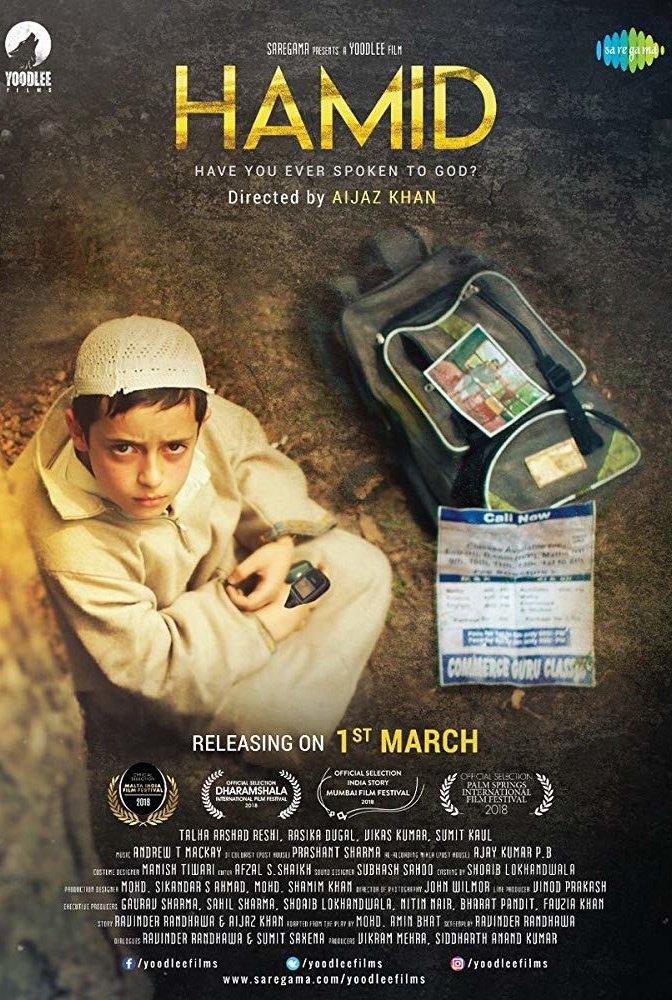 YOODLEE
FILMS
SAREGAMA PRESENTS A YOODLEE FILM
sa re ga ma
HAMID
HAVE YOU EVER SPOKEN TO GOD?
Directed by AIJAZ KHAN
Call Now
COMMERCE GURU CLASSES
RELEASING ON 1ST MARCH
OFFICIAL SELECTION
MALTA INDIA
FILM FESTIVAL
2018
OFFICIAL SELECTION
DHARAMSHALA
INTERNATIONAL FILM FESTIVAL
2018
OFFICIAL SELECTION
INDIA STORY
MUMBAI FILM FESTIVAL
2018
OFFICIAL SELECTION
PALM SPRINGS
INTERNATIONAL
FILM FESTIVAL
2018
TALHA ARSHAD RESHI, RASIKA DUGAL, VIKAS KUMAR, SUMIT KAUL
MUSIC ANDREW T MACKAY DI COLORIST (POST HOUSE) PRASHANT SHARMA RE-RECORDING MIXER (POST HOUSE) AJAY KUMAR P.B
COSTUME DESIGNER MANISH TIWARI EDITOR AFZAL S.SHAIKH SOUND DESIGNER SUBHASH SAHOO CASTING BY SHOAIB LOKHANDWALA
PRODUCTION DESIGNER MOHD. SIKANDAR S AHMAD, MOHD. SHAMIM KHAN DIRECTOR OF PHOTOGRAPHY JOHN WILMOR LINE PRODUCER VINOD PRAKASH
EXECUTIVE PRODUCERS GAURAV SHARMA, SAHIL SHARMA, SHOAIB LOKHANDWALA, NITIN NAIR, BHARAT PANDIT, FAUZIA KHAN
STORY RAVINDER RANDHAWA & AIJAZ KHAN ADAPTED FROM THE PLAY BY MOHD. AMIN BHAT SCREENPLAY RAVINDER RANDHAWA
DIALOGUES RAVINDER RANDHAWA & SUMIT SAXENA PRODUCERS VIKRAM MEHRA, SIDDHARTH ANAND KUMAR
/yoodleefilms /yoodleefilms /yoodleefilms
www.saregama.com/yoodleefilms